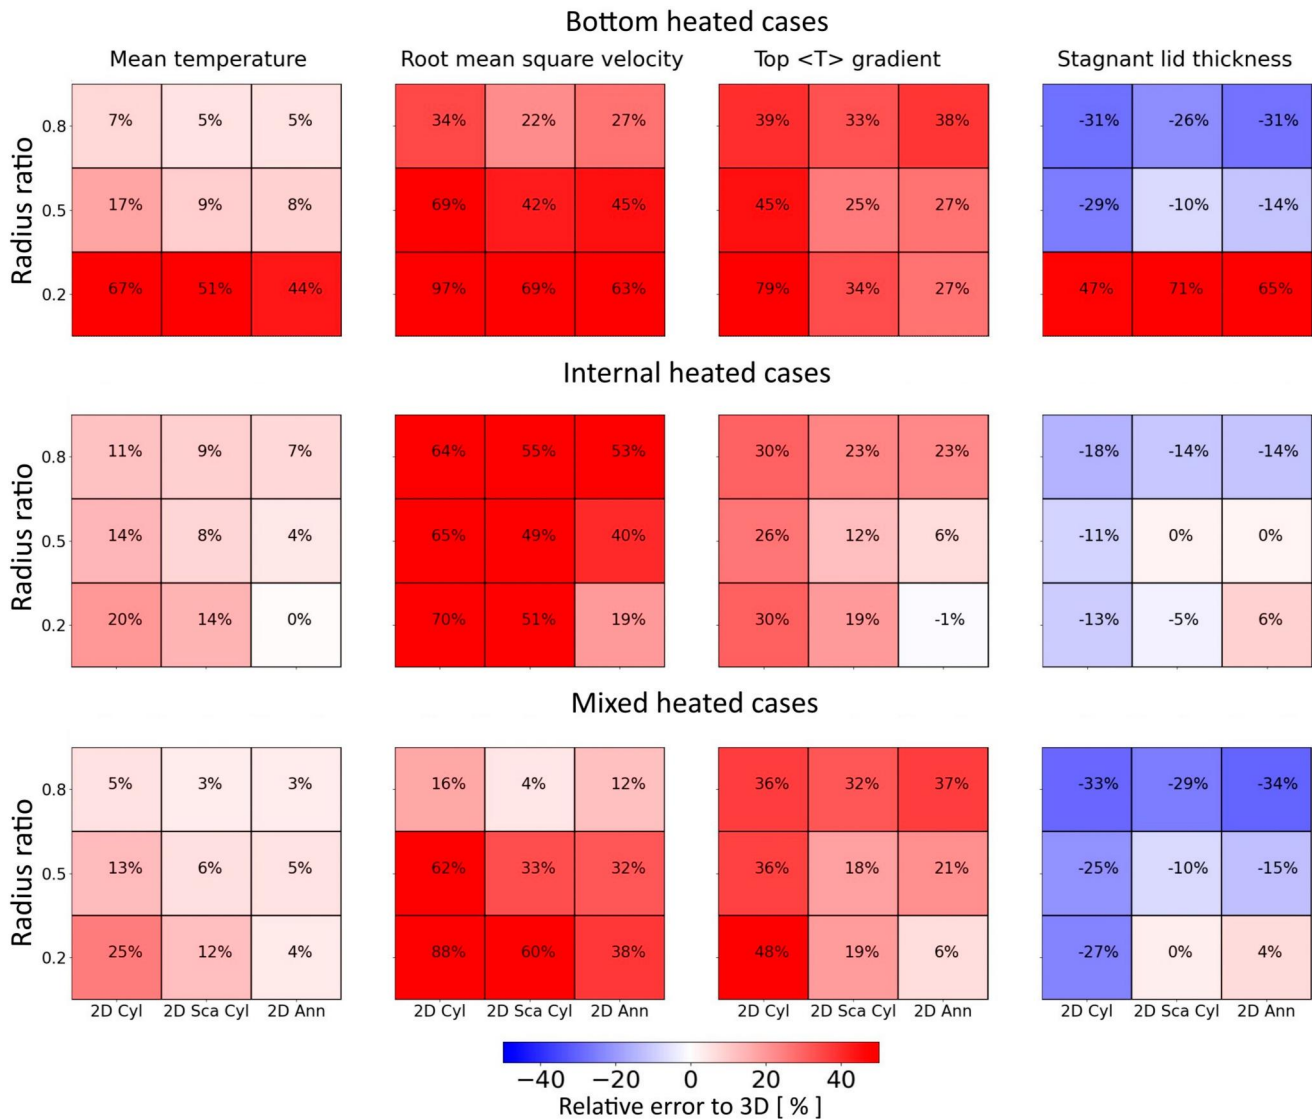 Bottom heated cases
Mean temperature Root mean square velocity Top <T> gradient Stagnant lid thickness
Radius ratio
0.8 7% 5% 5% 34% 22% 27% 39% 33% 38% -31% -26% -31%
0.5 17% 9% 8% 69% 42% 45% 45% 25% 27% -29% -10% -14%
0.2 67% 51% 44% 97% 69% 63% 79% 34% 27% 47% 71% 65%
Internal heated cases
Radius ratio
0.8 11% 9% 7% 64% 55% 53% 30% 23% 23% -18% -14% -14%
0.5 14% 8% 4% 65% 49% 40% 26% 12% 6% -11% 0% 0%
0.2 20% 14% 0% 70% 51% 19% 30% 19% -1% -13% -5% 6%
Mixed heated cases
Radius ratio
0.8 5% 3% 3% 16% 4% 12% 36% 32% 37% -33% -29% -34%
0.5 13% 6% 5% 62% 33% 32% 36% 18% 21% -25% -10% -15%
0.2 25% 12% 4% 88% 60% 38% 48% 19% 6% -27% 0% 4%
2D Cyl 2D Sca Cyl 2D Ann 2D Cyl 2D Sca Cyl 2D Ann 2D Cyl 2D Sca Cyl 2D Ann 2D Cyl 2D Sca Cyl 2D Ann
−40 −20 0 20 40
Relative error to 3D [ % ]